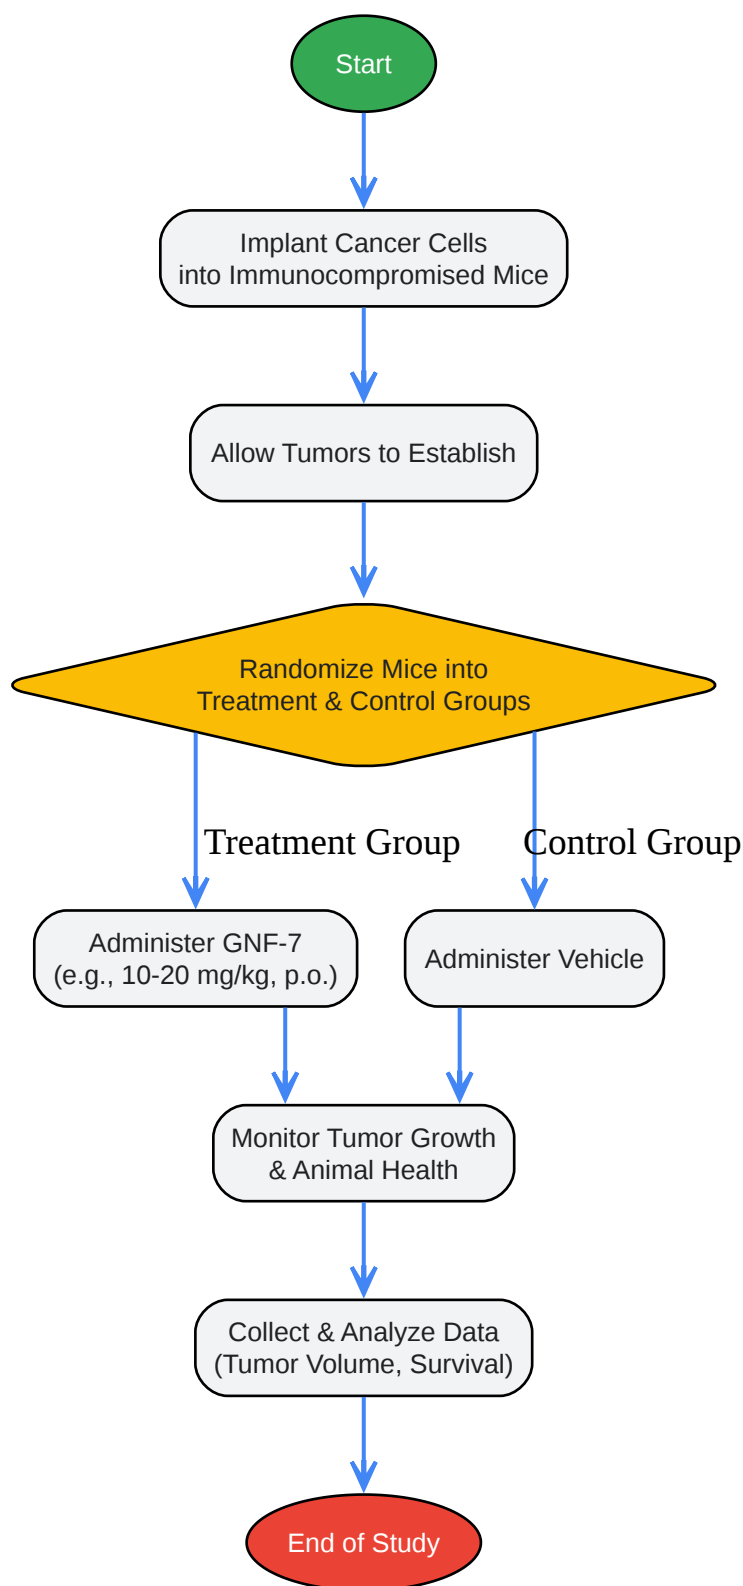 Start
Implant Cancer Cells
into Immunocompromised Mice
Allow Tumors to Establish
Randomize Mice into
Treatment & Control Groups
Treatment Group
Control Group
Administer GNF-7
(e.g., 10-20 mg/kg, p.o.)
Administer Vehicle
Monitor Tumor Growth
& Animal Health
Collect & Analyze Data
(Tumor Volume, Survival)
End of Study